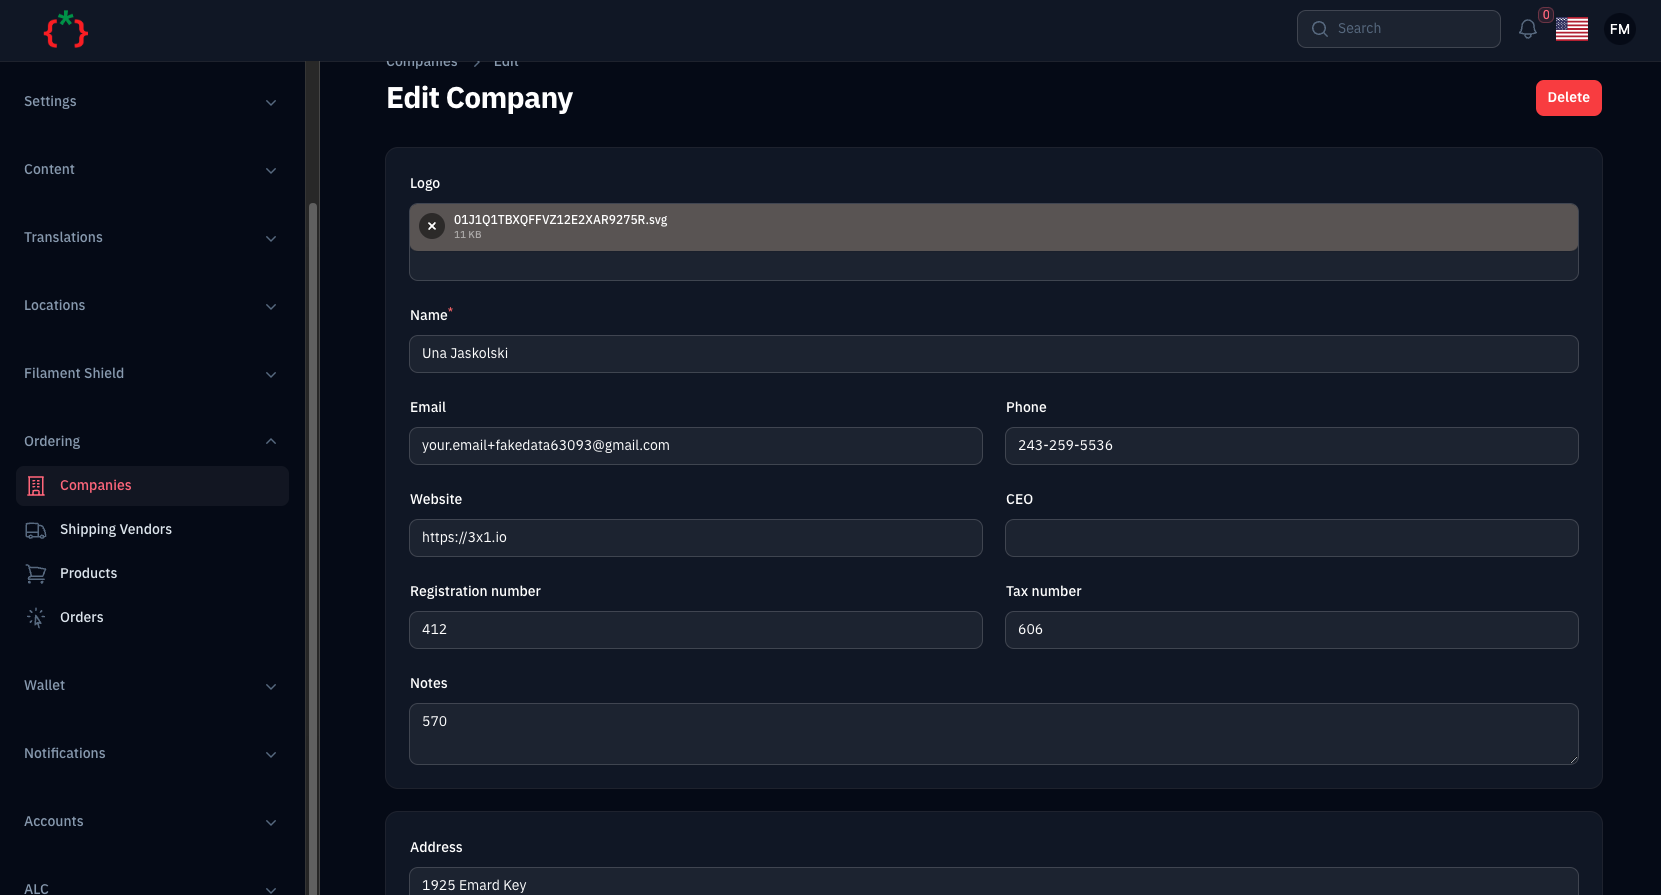 Search
0
FM
Settings
Content
Translations
Locations
Filament Shield
Ordering
Companies
Shipping Vendors
Products
Orders
Wallet
Notifications
Accounts
ALC
Companies > Edit
Edit Company
Delete
Logo
01J1Q1TBXQFFVZ12E2XAR9275R.svg
11 KB
Name*
Una Jaskolski
Email
Phone
your.email+fakedata63093@gmail.com
243-259-5536
Website
CEO
https://3x1.io
Registration number
Tax number
412
606
Notes
570
Address
1925 Emard Key